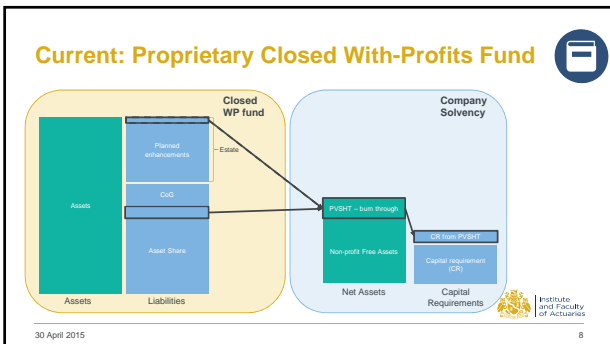 Current: Proprietary Closed With-Profits Fund
Closed
WP fund
Company
Solvency
Planned
enhancements
Estate
CoG
Assets
Asset Share
PVSHT – burn through
Non-profit Free Assets
CR from PVSHT
Capital requirement
(CR)
Assets
Liabilities
Net Assets
Capital
Requirements
Institute
and Faculty
of Actuaries
30 April 2015
8